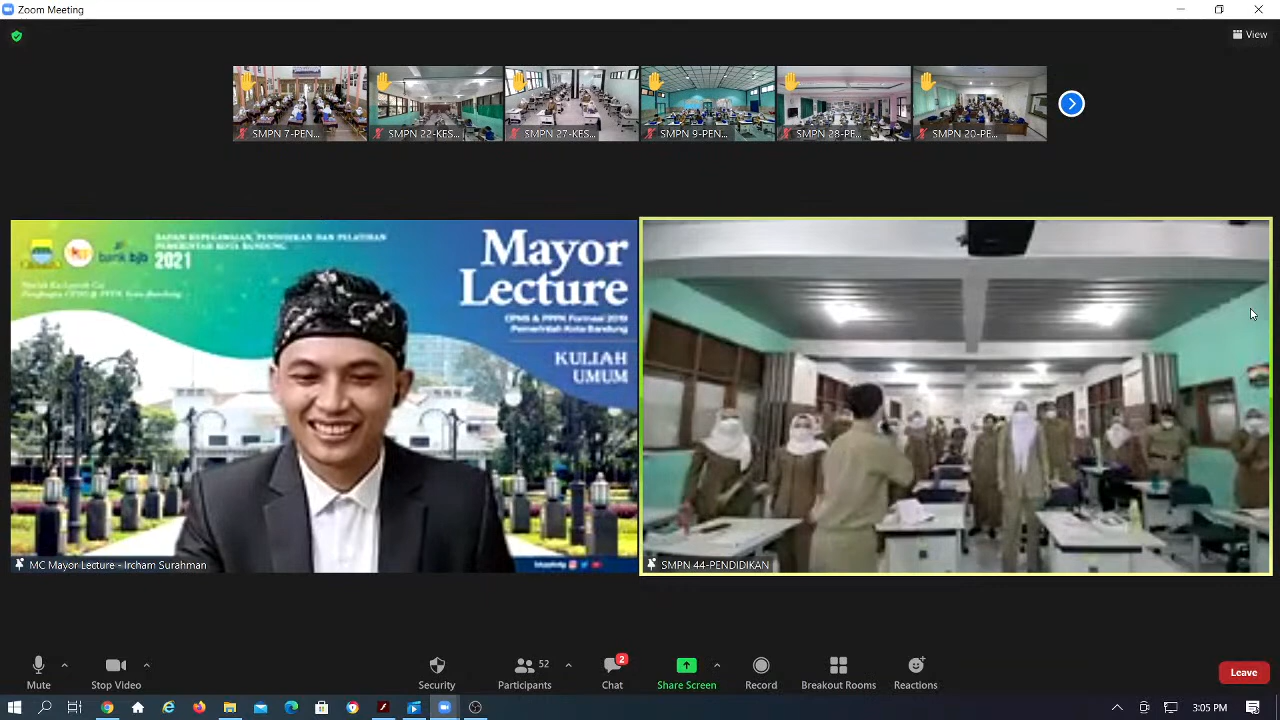 Zoom Meeting
View
SMPN 7-PEN...
SMPN 22-KES...
SMPN 27-KES...
SMPN 9-PEN...
SMPN 28-PE...
SMPN 20-PE...
bank bjb
BADAN KEPEGAWAIAN, PENDIDIKAN DAN PELATIHAN
PEMERINTAH KOTA BANDUNG
2021
Mayor
Lecture
CPNS & PPPK Formasi 2019
Pemerintah Kota Bandung
KULIAH
UMUM
MC Mayor Lecture - Ircham Surahman
SMPN 44-PENDIDIKAN
Mute
Stop Video
Security
52
Participants
2
Chat
Share Screen
Record
Breakout Rooms
Reactions
Leave
3:05 PM